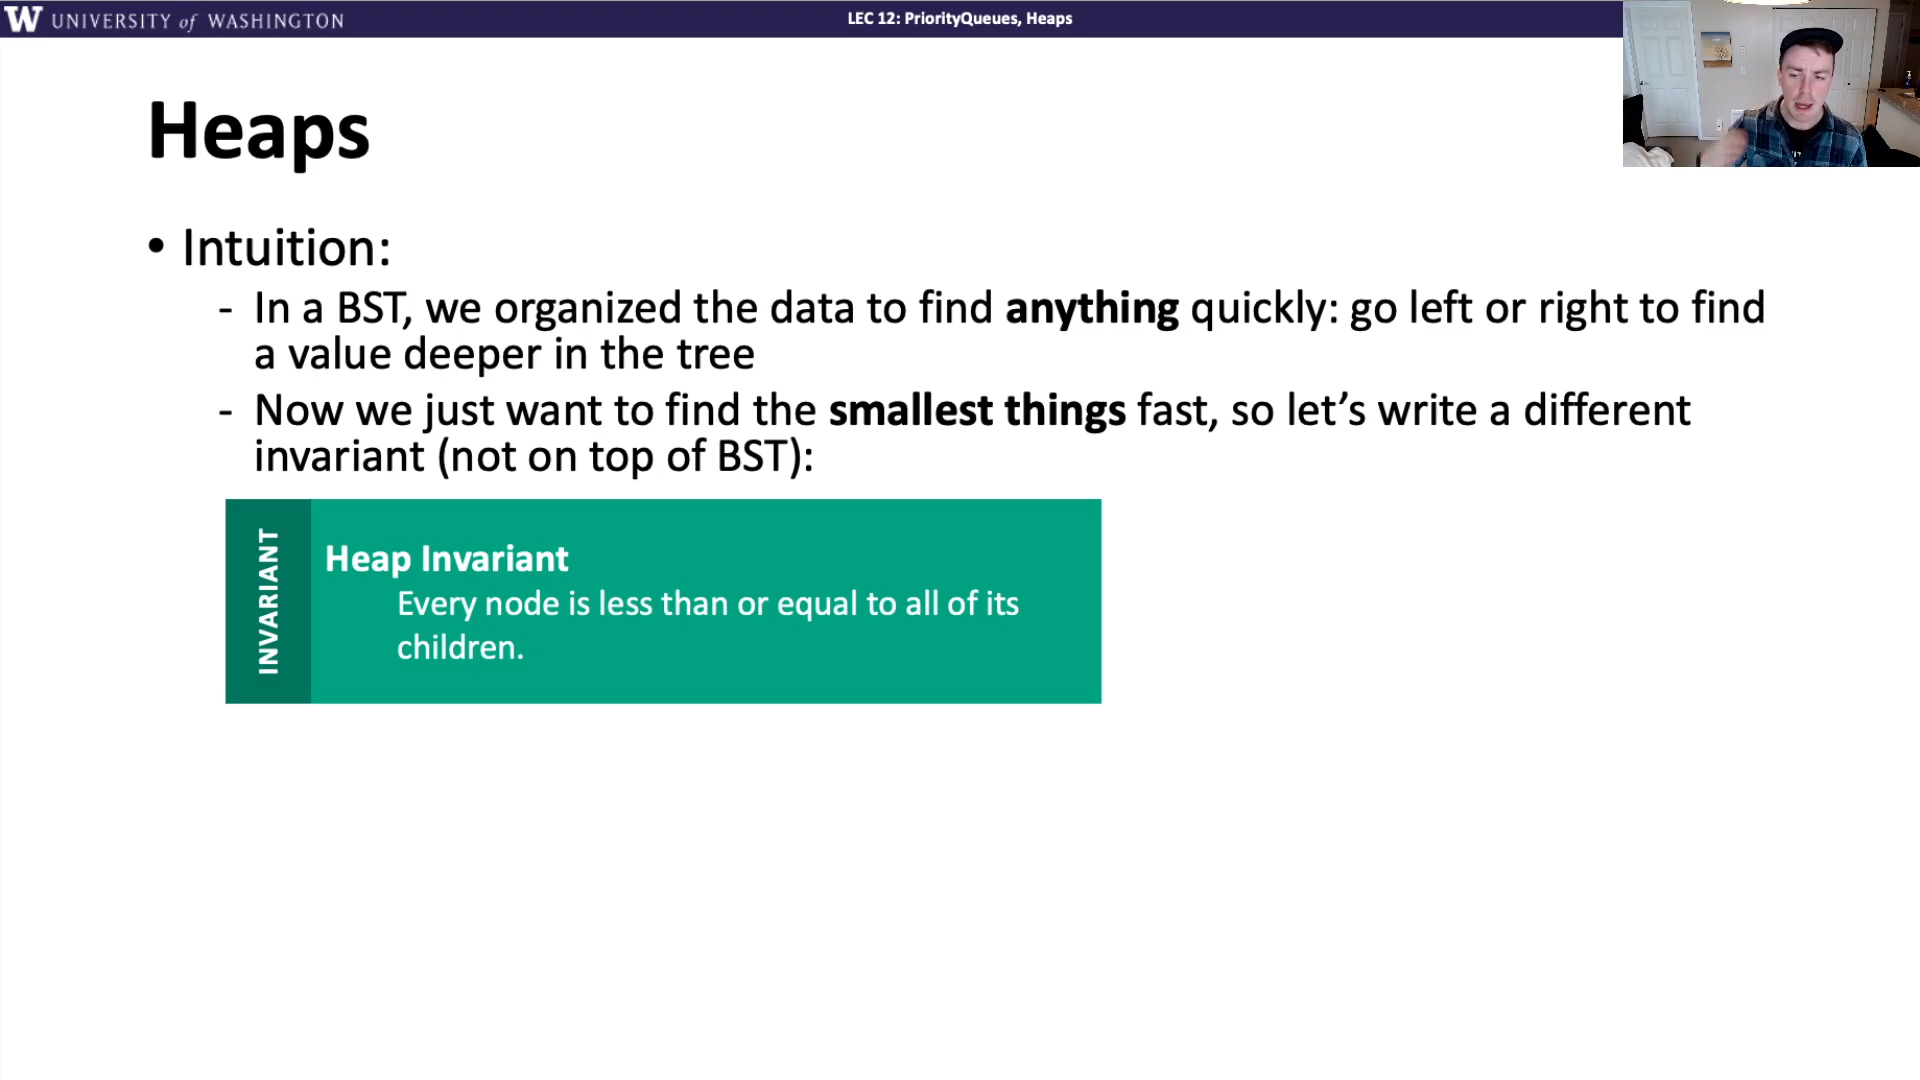 W UNIVERSITY of WASHINGTON
LEC 12: PriorityQueues, Heaps
Heaps
• Intuition:
- In a BST, we organized the data to find anything quickly: go left or right to find
a value deeper in the tree
- Now we just want to find the smallest things fast, so let’s write a different
invariant (not on top of BST):
INVARIANT
Heap Invariant
Every node is less than or equal to all of its
children.